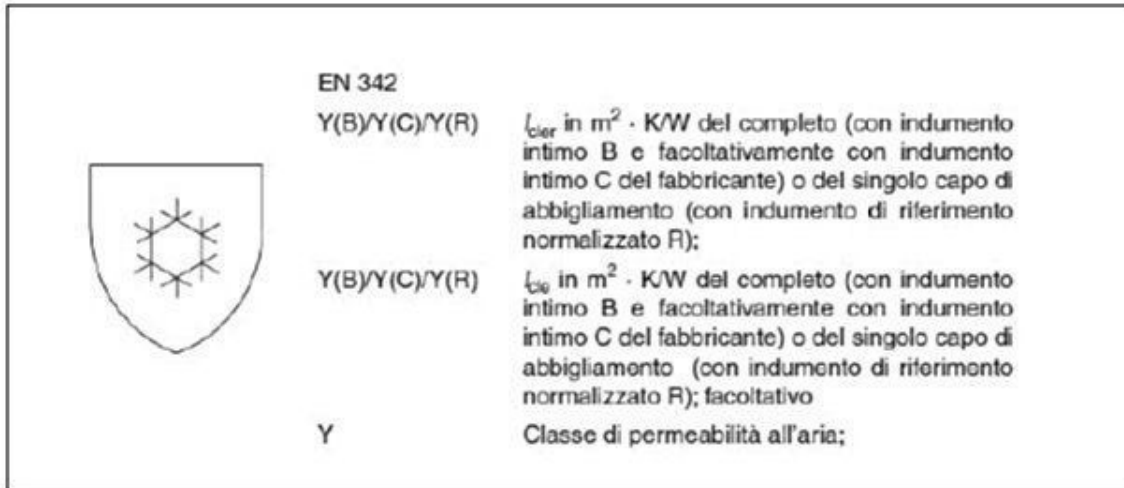 EN 342
Y(B)/Y(C)/Y(R) I_cler in m² · K/W del completo (con indumento
intimo B e facoltativamente con indumento
intimo C del fabbricante) o del singolo capo di
abbigliamento (con indumento di riferimento
normalizzato R);
Y(B)/Y(C)/Y(R) I_cle in m² · K/W del completo (con indumento
intimo B e facoltativamente con indumento
intimo C del fabbricante) o del singolo capo di
abbigliamento (con indumento di riferimento
normalizzato R); facoltativo
Y Classe di permeabilità all'aria;